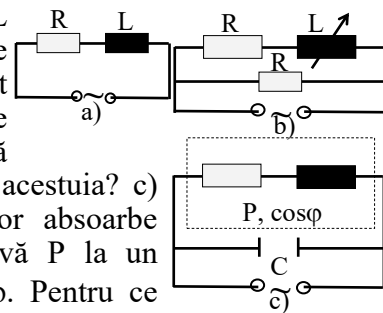 L
e
t
e
ă
acestuia? c)
or absoarbe
vă P la un
. Pentru ce
R L
~
a)
R L
R
~
b)
P, cosφ
C
~
c)